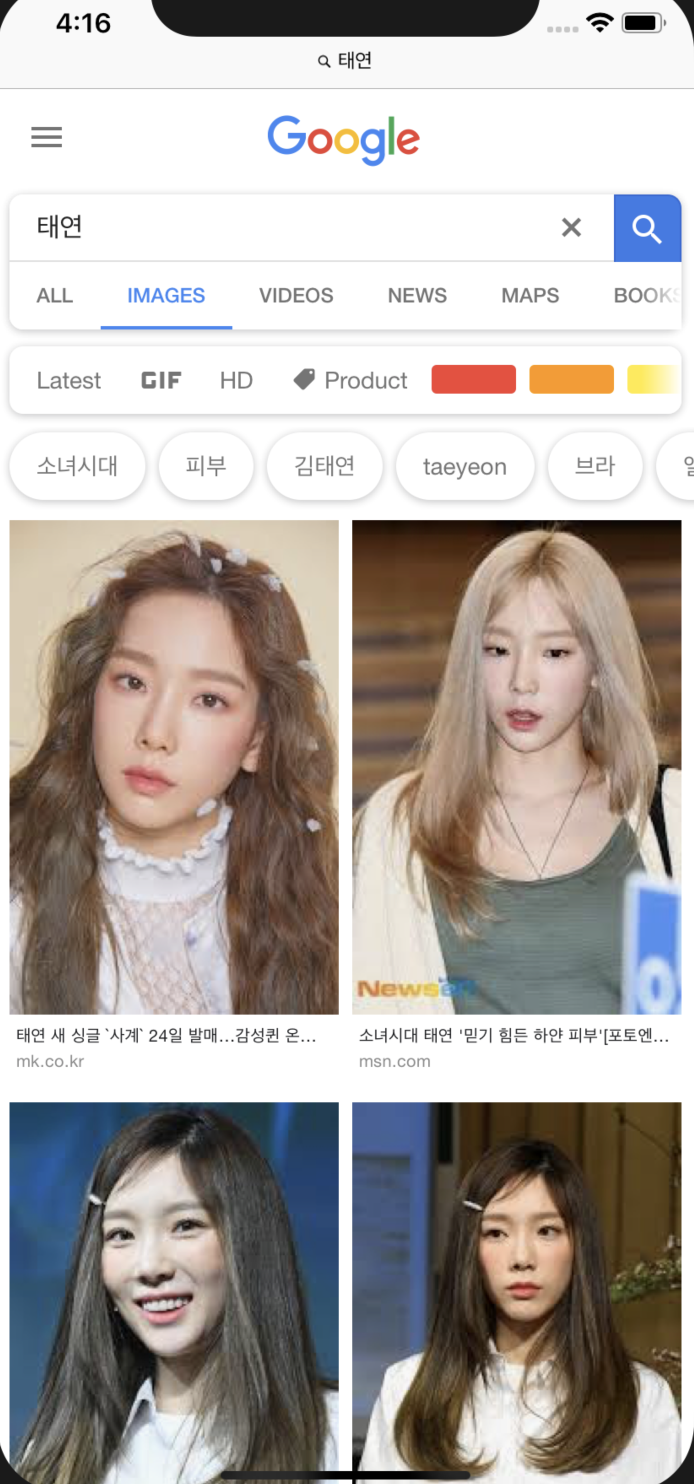 4:16
태연
Google
태연
ALL IMAGES VIDEOS NEWS MAPS BOOKS
Latest GIF HD Product
소녀시대 피부 김태연 taeyeon 브라
Newsen
태연 새 싱글 `사계` 24일 발매…감성퀸 온…
mk.co.kr
소녀시대 태연 '믿기 힘든 하얀 피부'[포토엔…
msn.com